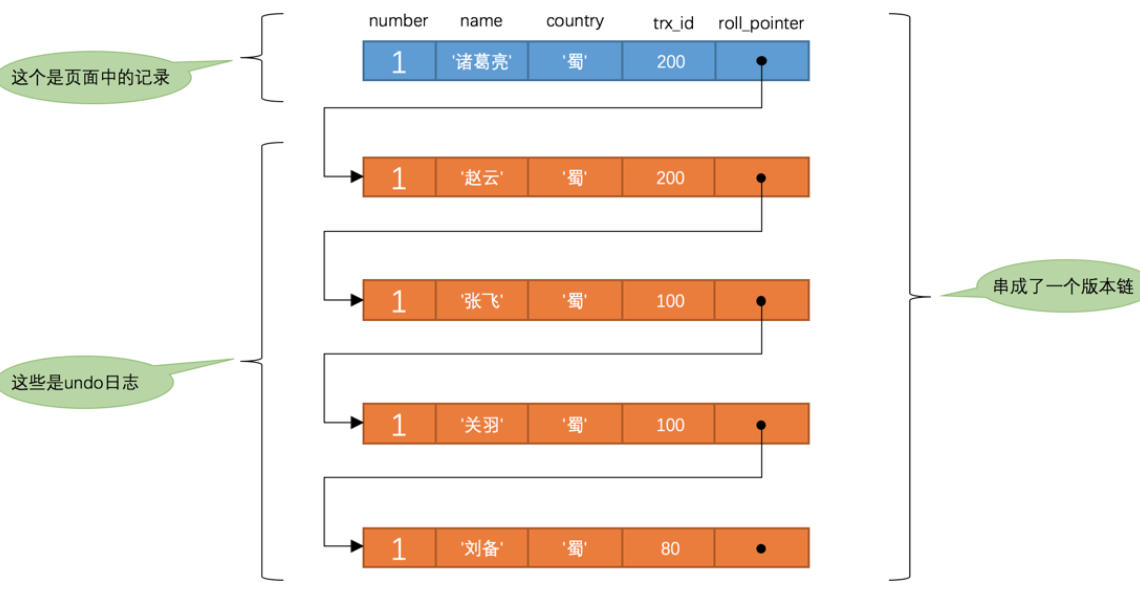 number name country trx_id roll_pointer
1 '诸葛亮' '蜀' 200
这个是页面中的记录
1 '赵云' '蜀' 200
1 '张飞' '蜀' 100
串成了一个版本链
这些是undo日志
1 '关羽' '蜀' 100
1 '刘备' '蜀' 80